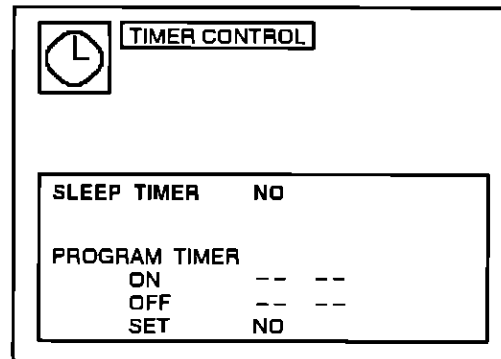 TIMER CONTROL
SLEEP TIMER NO
PROGRAM TIMER
ON -- --
OFF -- --
SET NO